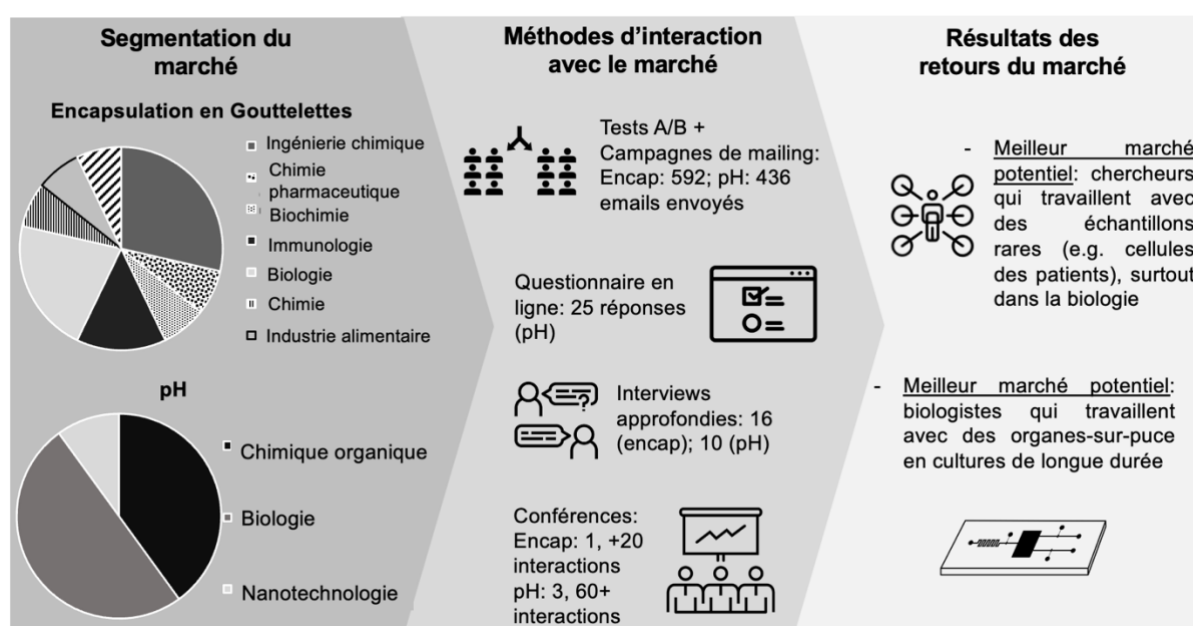 Segmentation du
marché
Encapsulation en Gouttelettes
Ingénierie chimique
Chimie
pharmaceutique
Biochimie
Immunologie
Biologie
Chimie
Industrie alimentaire
pH
Chimique organique
Biologie
Nanotechnologie
Méthodes d’interaction
avec le marché
Tests A/B +
Campagnes de mailing:
Encap: 592; pH: 436
emails envoyés
Questionnaire en
ligne: 25 réponses
(pH)
Interviews
approfondies: 16
(encap); 10 (pH)
Conférences:
Encap: 1, +20
interactions
pH: 3, 60+
interactions
Résultats des
retours du marché
- Meilleur marché
potentiel: chercheurs
qui travaillent avec
des échantillons
rares (e.g. cellules
des patients), surtout
dans la biologie
- Meilleur marché potentiel:
biologistes qui travaillent
avec des organes-sur-puce
en cultures de longue durée